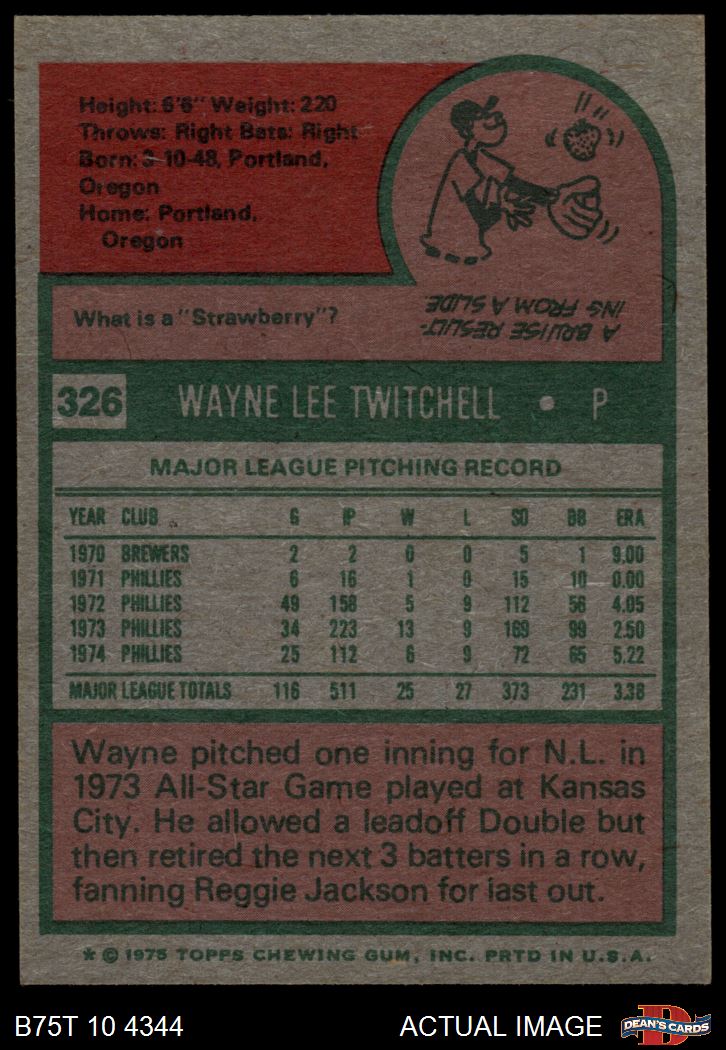 Height: 6'6" Weight: 220
Throws: Right Bats: Right
Born: 3-10-48, Portland,
Oregon
Home: Portland,
Oregon
What is a "Strawberry"?
A BRUISE RESULT-
ING FROM A SLIDE
326 WAYNE LEE TWITCHELL • P
MAJOR LEAGUE PITCHING RECORD
YEAR CLUB G IP W L SO BB ERA
1970 BREWERS 2 2 0 0 5 1 9.00
1971 PHILLIES 6 16 1 0 15 10 0.00
1972 PHILLIES 49 158 5 9 112 56 4.05
1973 PHILLIES 34 223 13 9 169 99 2.50
1974 PHILLIES 25 112 6 9 72 65 5.22
MAJOR LEAGUE TOTALS 116 511 25 27 373 231 3.38
Wayne pitched one inning for N.L. in
1973 All-Star Game played at Kansas
City. He allowed a leadoff Double but
then retired the next 3 batters in a row,
fanning Reggie Jackson for last out.
* © 1975 TOPPS CHEWING GUM, INC. PRTD IN U.S.A.
B75T 10 4344 ACTUAL IMAGE D DEAN'S CARDS